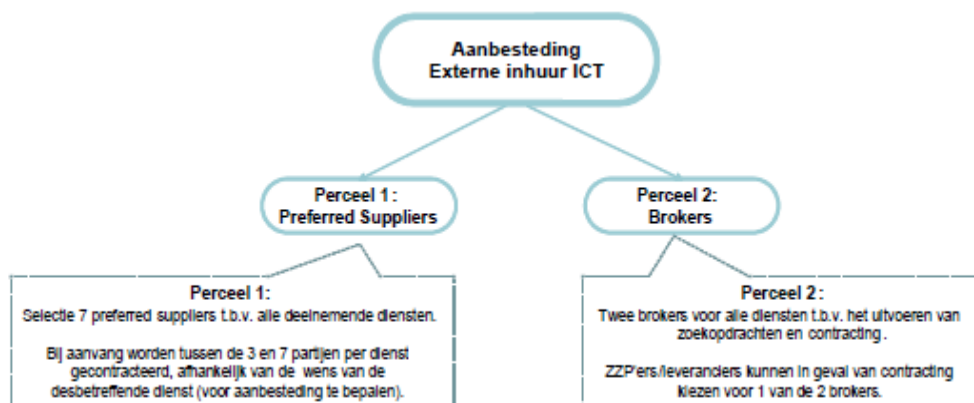 Aanbesteding
Externe inhuur ICT
Perceel 1:
Preferred Suppliers
Perceel 2:
Brokers
Perceel 1:
Selectie 7 preferred suppliers t.b.v. alle deelnemende diensten.
Bij aanvang worden tussen de 3 en 7 partijen per dienst
gecontracteerd, afhankelijk van de wens van de
desbetreffende dienst (voor aanbesteding te bepalen).
Perceel 2:
Twee brokers voor alle diensten t.b.v. het uitvoeren van
zoekopdrachten en contracting.
ZZP'ers/leveranciers kunnen in geval van contracting
kiezen voor 1 van de 2 brokers.